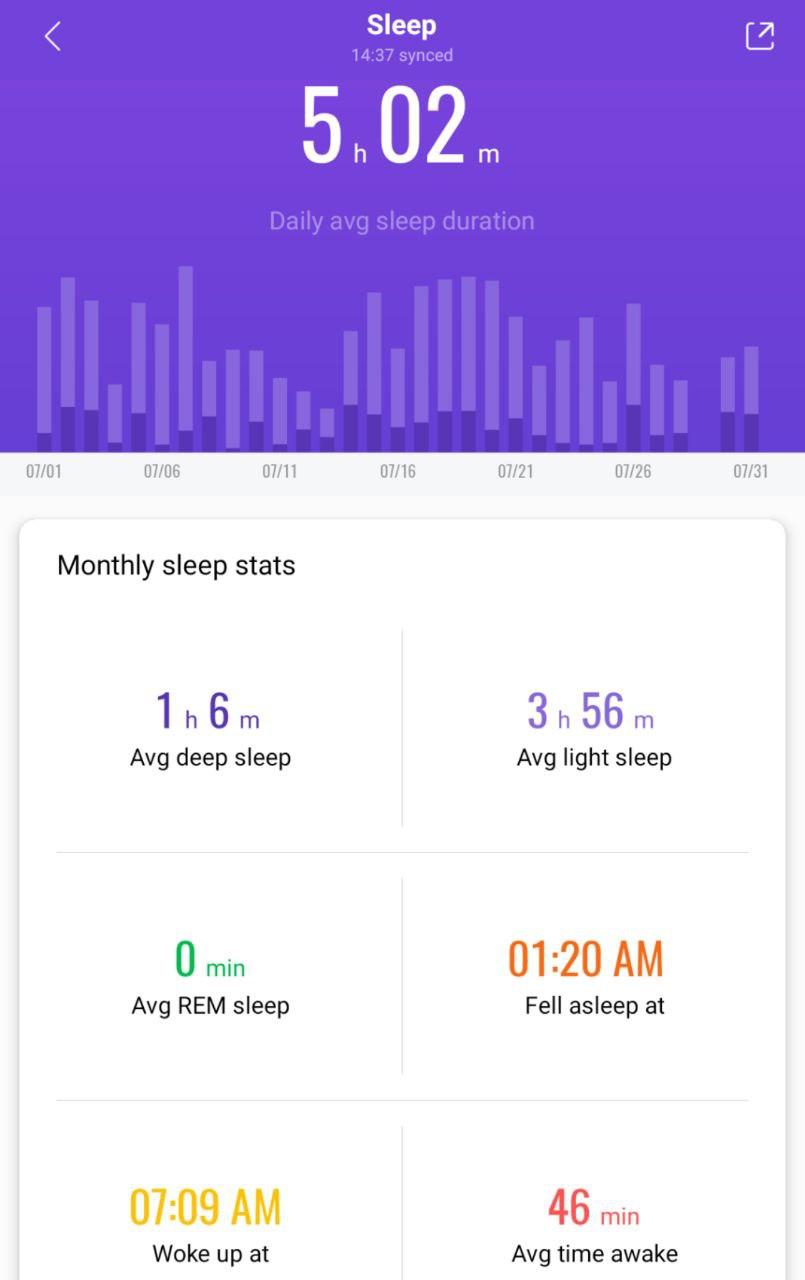 Sleep
14:37 synced
5 h 02 m
Daily avg sleep duration
07/01 07/06 07/11 07/16 07/21 07/26 07/31
Monthly sleep stats
1 h 6 m 3 h 56 m
Avg deep sleep Avg light sleep
0 min 01:20 AM
Avg REM sleep Fell asleep at
07:09 AM 46 min
Woke up at Avg time awake